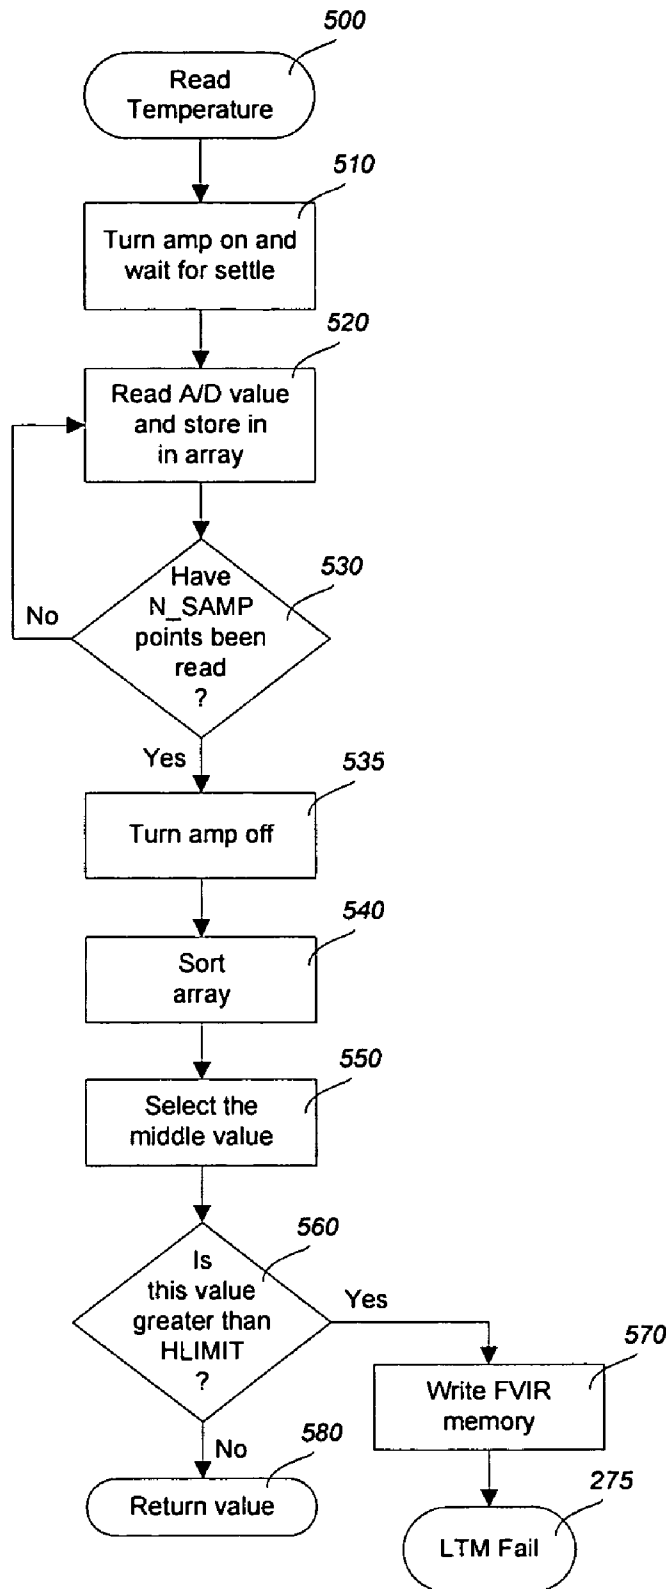 500
Read
Temperature
510
Turn amp on and
wait for settle
520
Read A/D value
and store in
in array
530
Have
N_SAMP
points been
read
?
No
Yes
535
Turn amp off
540
Sort
array
550
Select the
middle value
560
Is
this value
greater than
HLIMIT
?
Yes
570
Write FVIR
memory
No
580
Return value
275
LTM Fail